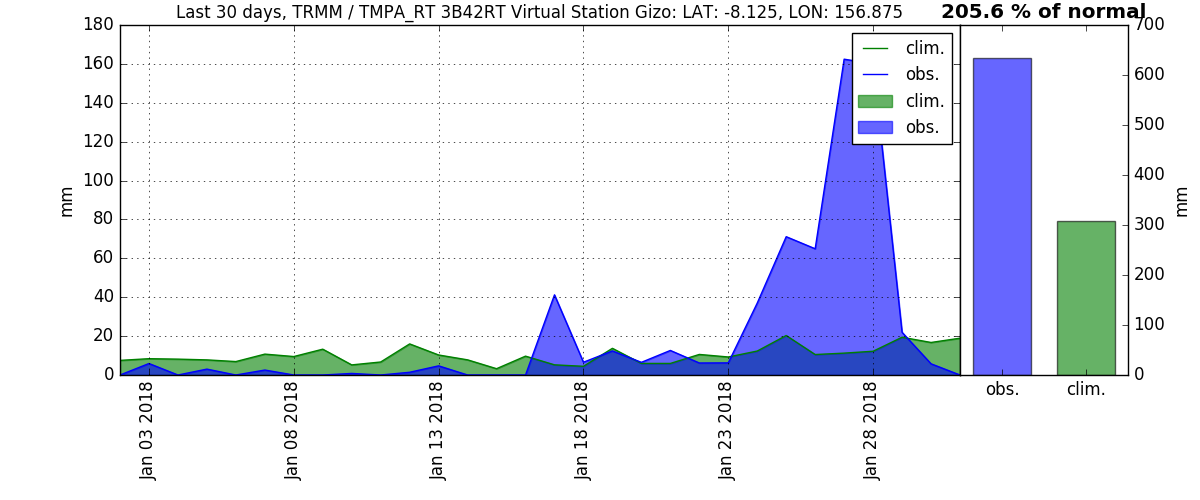 Last 30 days, TRMM / TMPA_RT 3B42RT Virtual Station Gizo: LAT: -8.125, LON: 156.875
205.6 % of normal
180
160
140
120
100
80
60
40
20
0
mm
clim.
obs.
clim.
obs.
Jan 03 2018
Jan 08 2018
Jan 13 2018
Jan 18 2018
Jan 23 2018
Jan 28 2018
700
600
500
400
300
200
100
0
mm
obs.
clim.